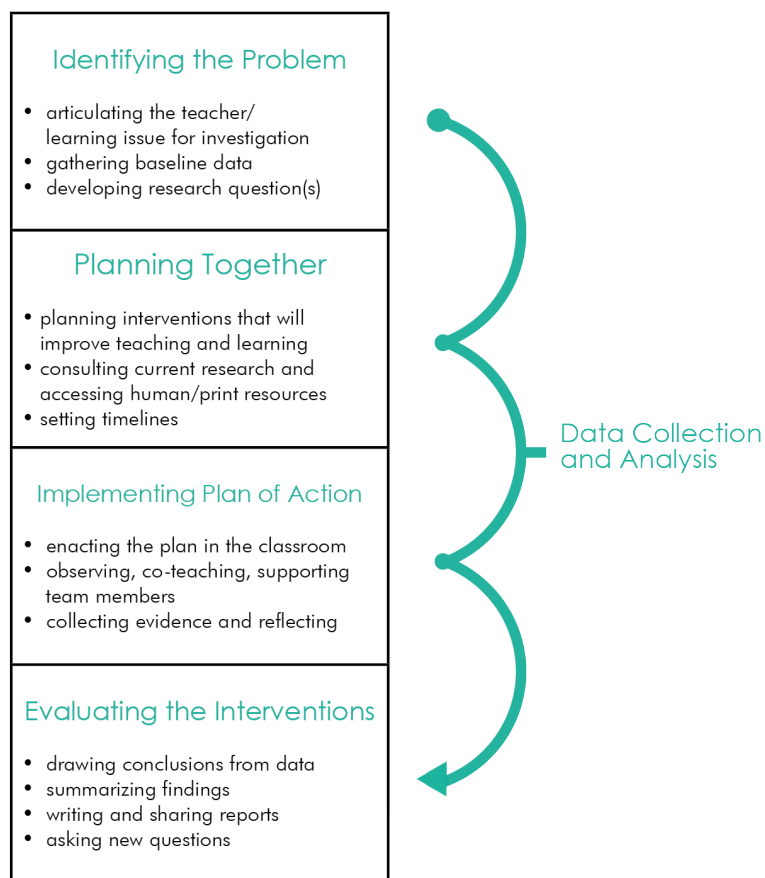 Identifying the Problem
• articulating the teacher/
learning issue for investigation
• gathering baseline data
• developing research question(s)
Planning Together
• planning interventions that will
improve teaching and learning
• consulting current research and
accessing human/print resources
• setting timelines
Implementing Plan of Action
• enacting the plan in the classroom
• observing, co-teaching, supporting
team members
• collecting evidence and reflecting
Evaluating the Interventions
• drawing conclusions from data
• summarizing findings
• writing and sharing reports
• asking new questions
Data Collection
and Analysis